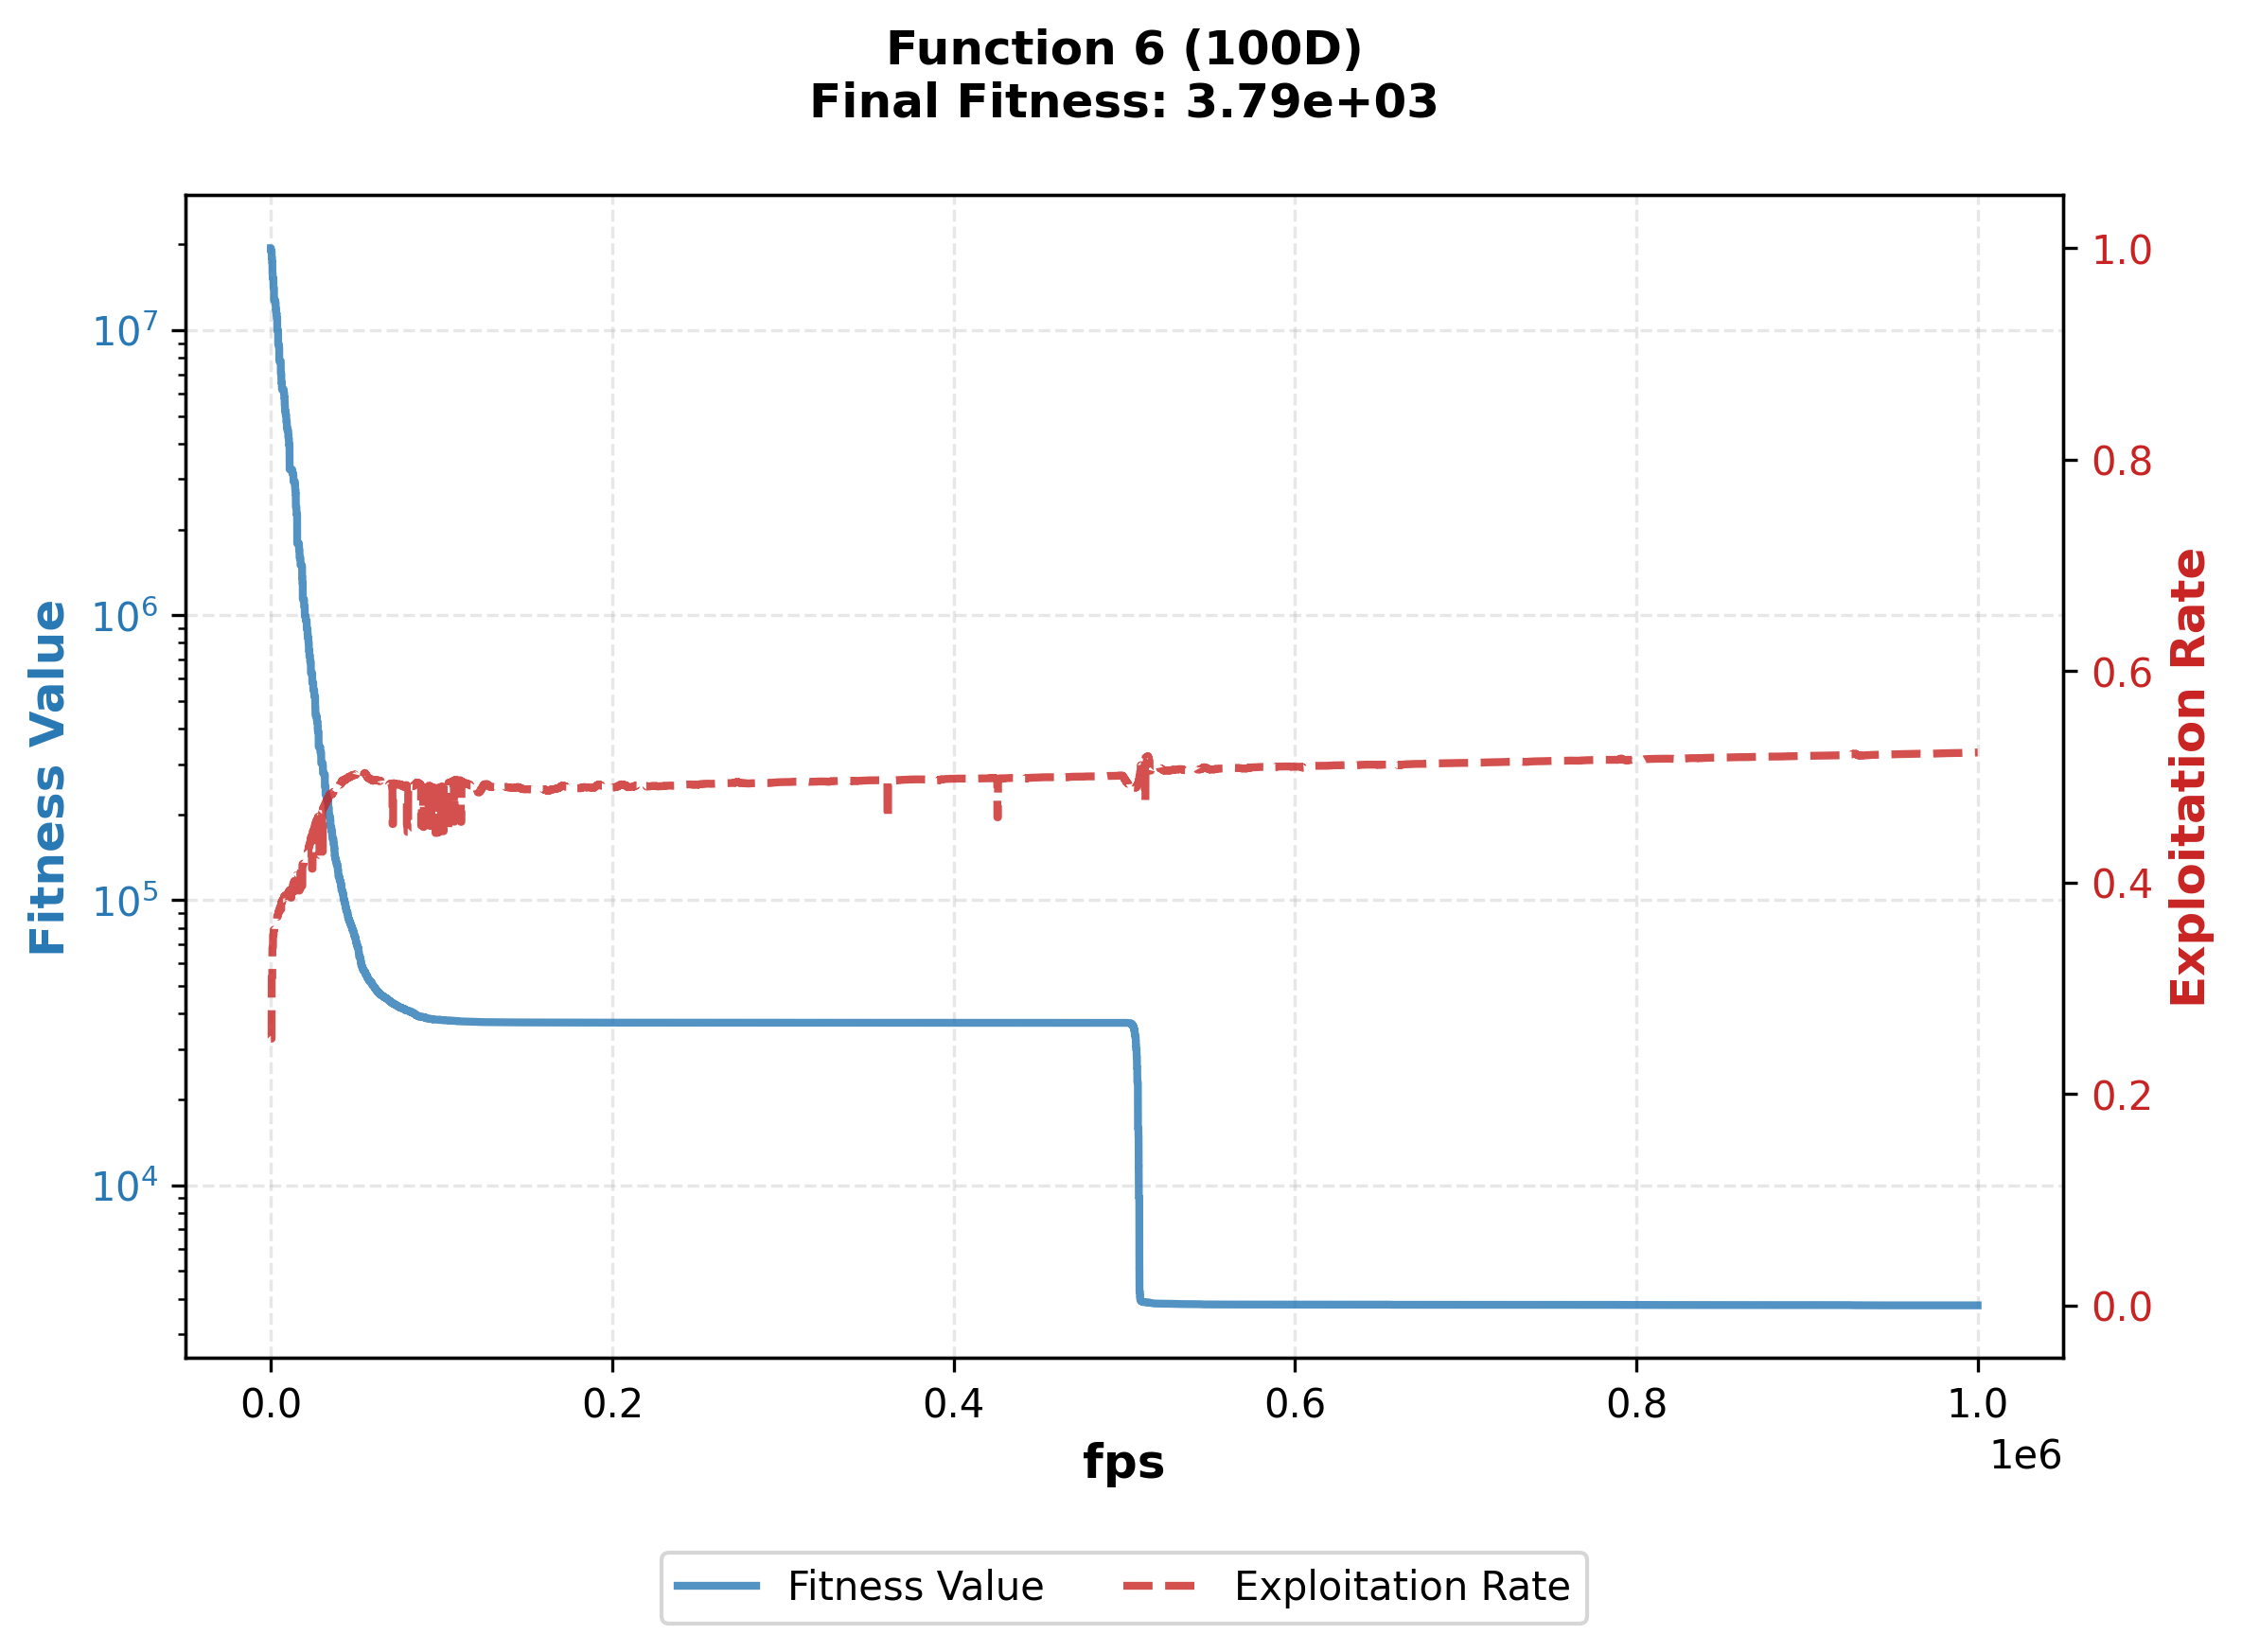 Function 6 (100D)
Final Fitness: 3.79e+03
Fitness Value
10⁷
10⁶
10⁵
10⁴
1.0
0.8
0.6
0.4
0.2
0.0
Exploitation Rate
0.0 0.2 0.4 0.6 0.8 1.0
1e6
fps
Fitness Value Exploitation Rate